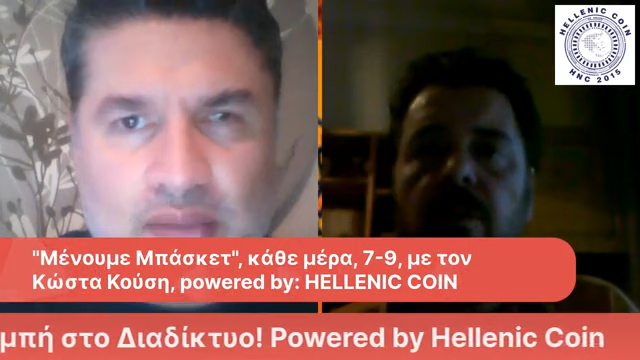 HELLENIC COIN
HNC 2015
"Μένουμε Μπάσκετ", κάθε μέρα, 7-9, με τον
Κώστα Κούση, powered by: HELLENIC COIN
μπή στο Διαδίκτυο! Powered by Hellenic Coin